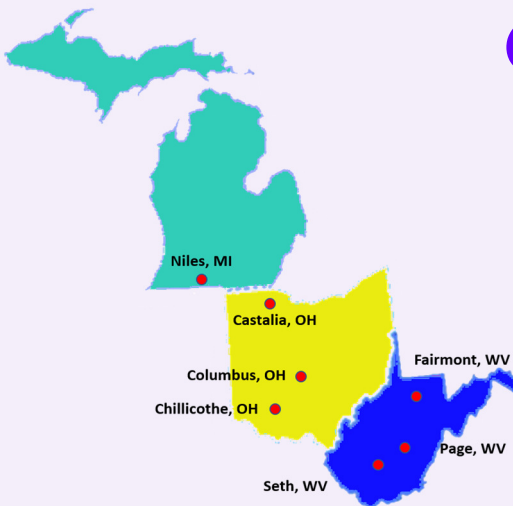 Niles, MI
Castalia, OH
Fairmont, WV
Columbus, OH
Chillicothe, OH
Page, WV
Seth, WV